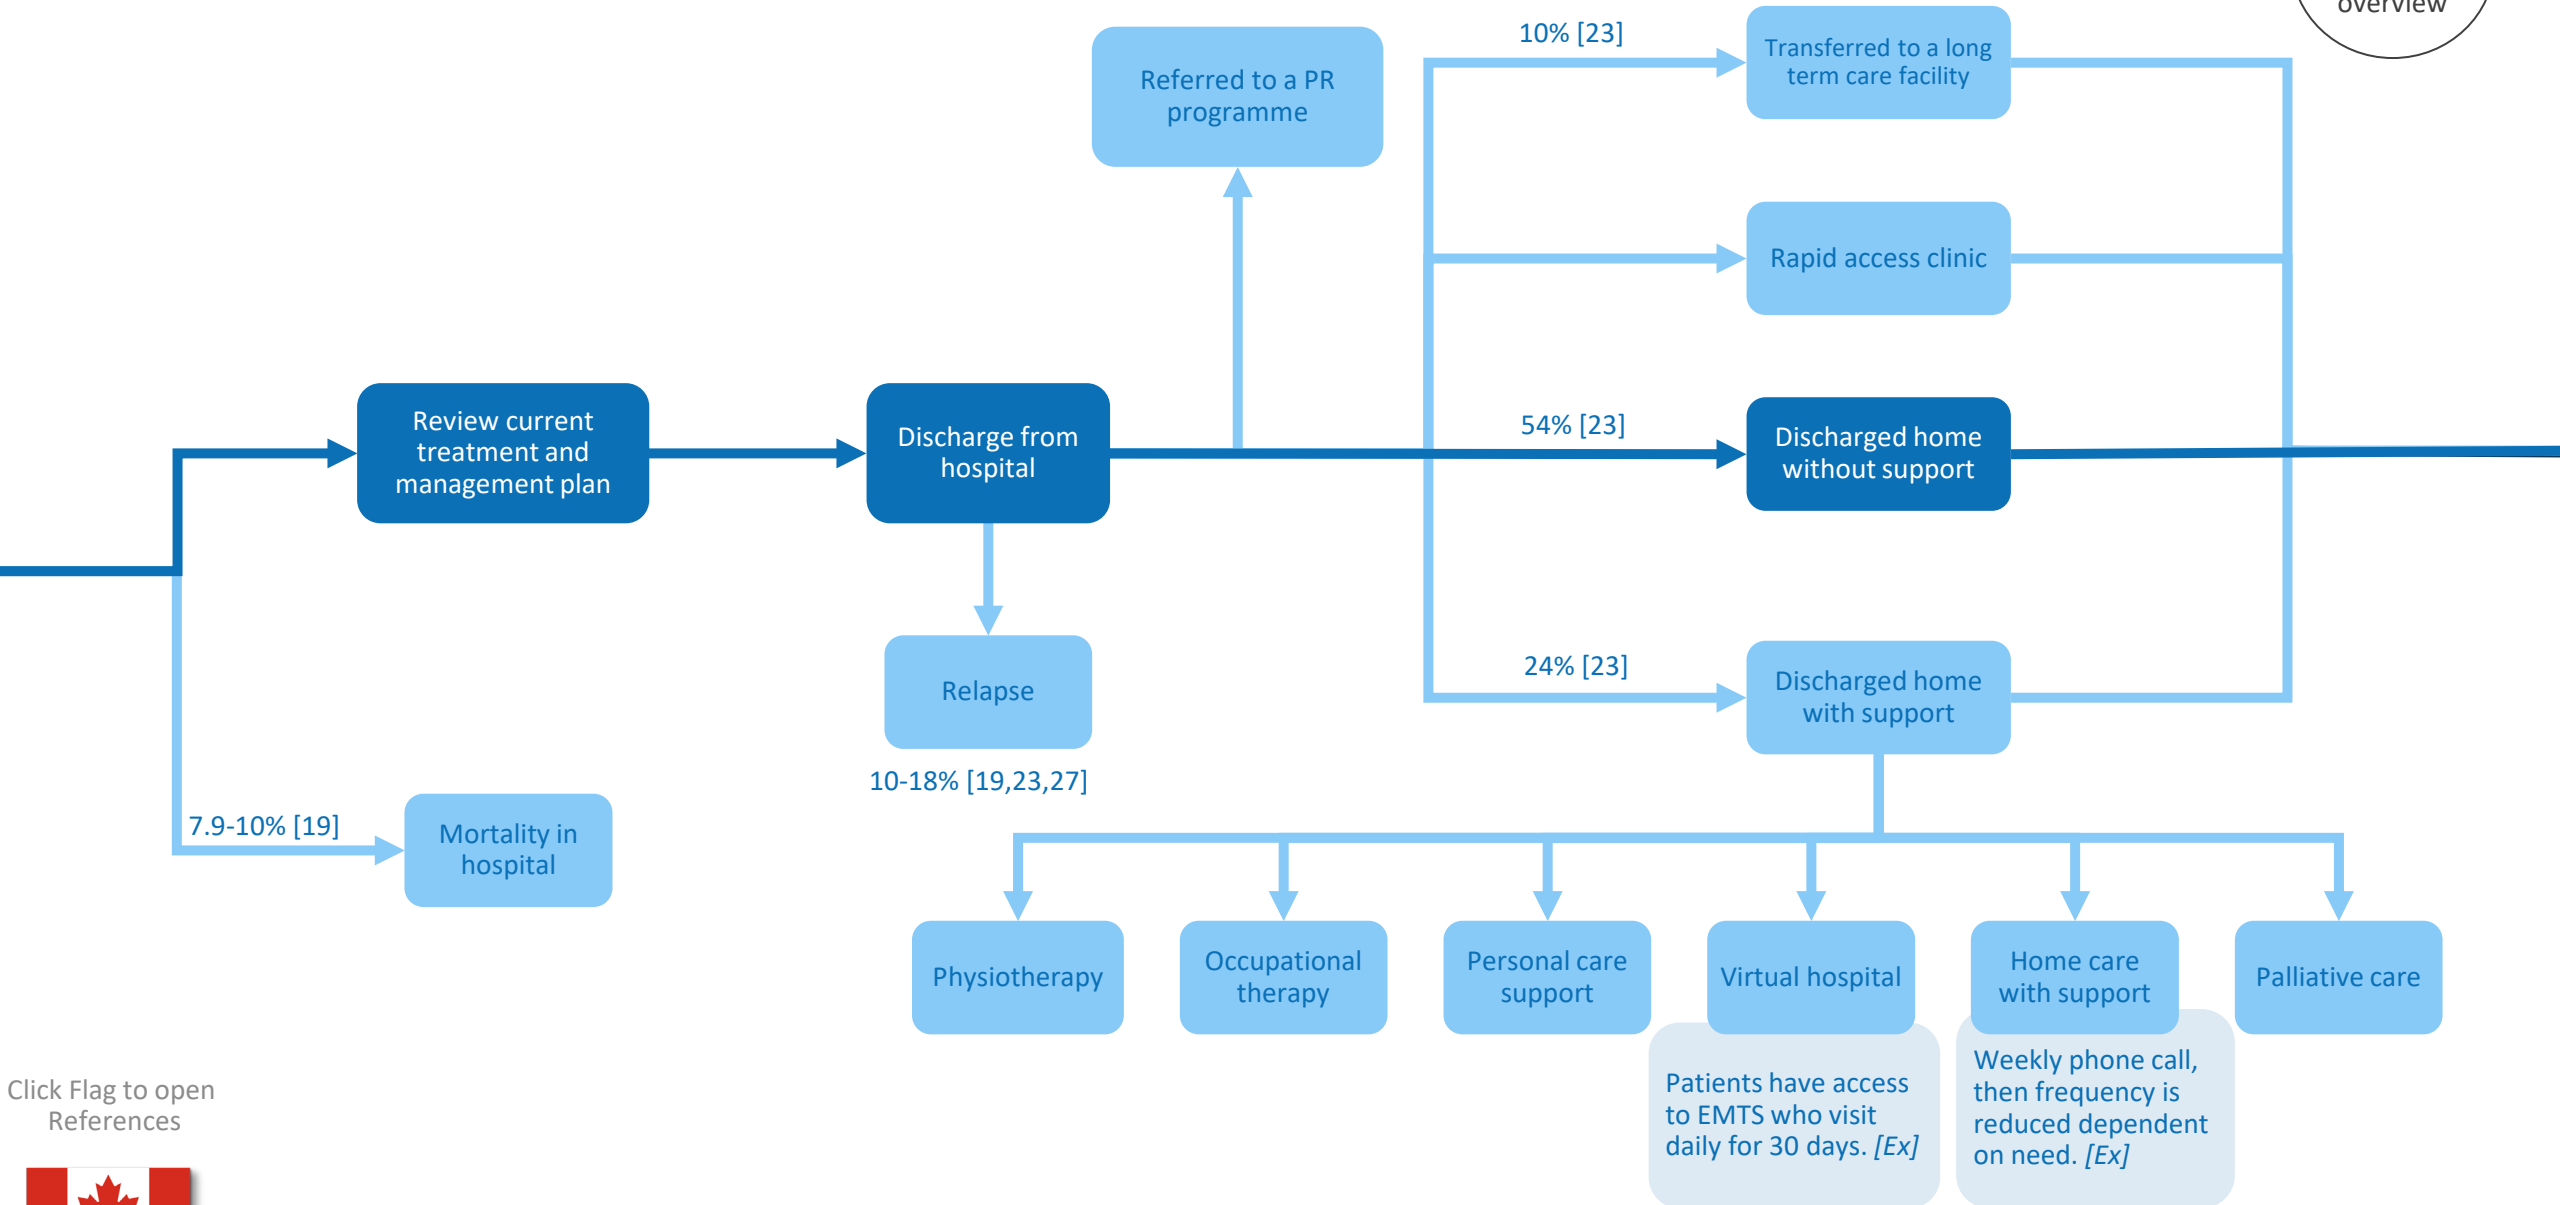 overview
10% [23]
Transferred to a long
term care facility
Referred to a PR
programme
Rapid access clinic
Review current
treatment and
management plan
Discharge from
hospital
54% [23]
Discharged home
without support
24% [23]
Discharged home
with support
Relapse
10-18% [19,23,27]
7.9-10% [19]
Mortality in
hospital
Physiotherapy
Occupational
therapy
Personal care
support
Virtual hospital
Home care
with support
Palliative care
Patients have access
to EMTS who visit
daily for 30 days. [Ex]
Weekly phone call,
then frequency is
reduced dependent
on need. [Ex]
Click Flag to open
References